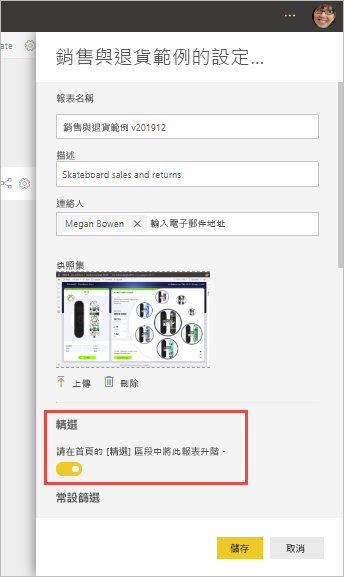 ...
ate
銷售與退貨範例的設定...
報表名稱
銷售與退貨範例 v201912
描述
Skateboard sales and returns
連絡人
Megan Bowen × 輸入電子郵件地址
快照集
上傳 刪除
精選
請在首頁的 [精選] 區段中將此報表升階。
常設篩選
儲存 取消